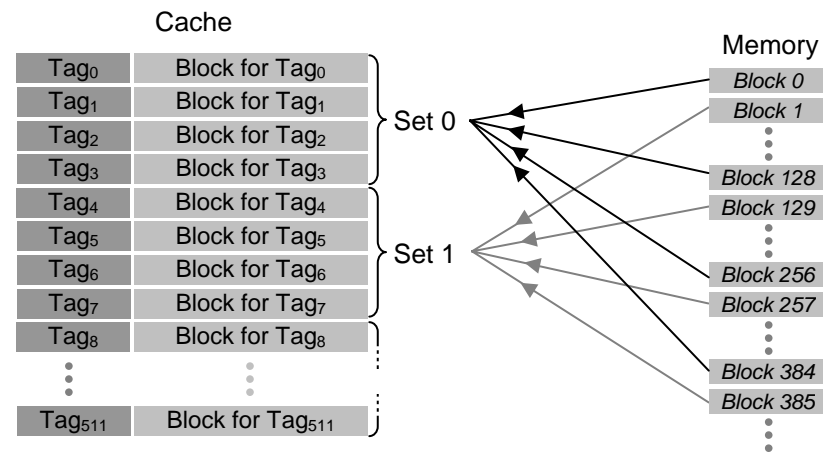 Cache
Memory
Tag0 Block for Tag0
Tag1 Block for Tag1
Tag2 Block for Tag2
Tag3 Block for Tag3
Tag4 Block for Tag4
Tag5 Block for Tag5
Tag6 Block for Tag6
Tag7 Block for Tag7
Tag8 Block for Tag8
Tag511 Block for Tag511
Set 0
Set 1
Block 0
Block 1
Block 128
Block 129
Block 256
Block 257
Block 384
Block 385